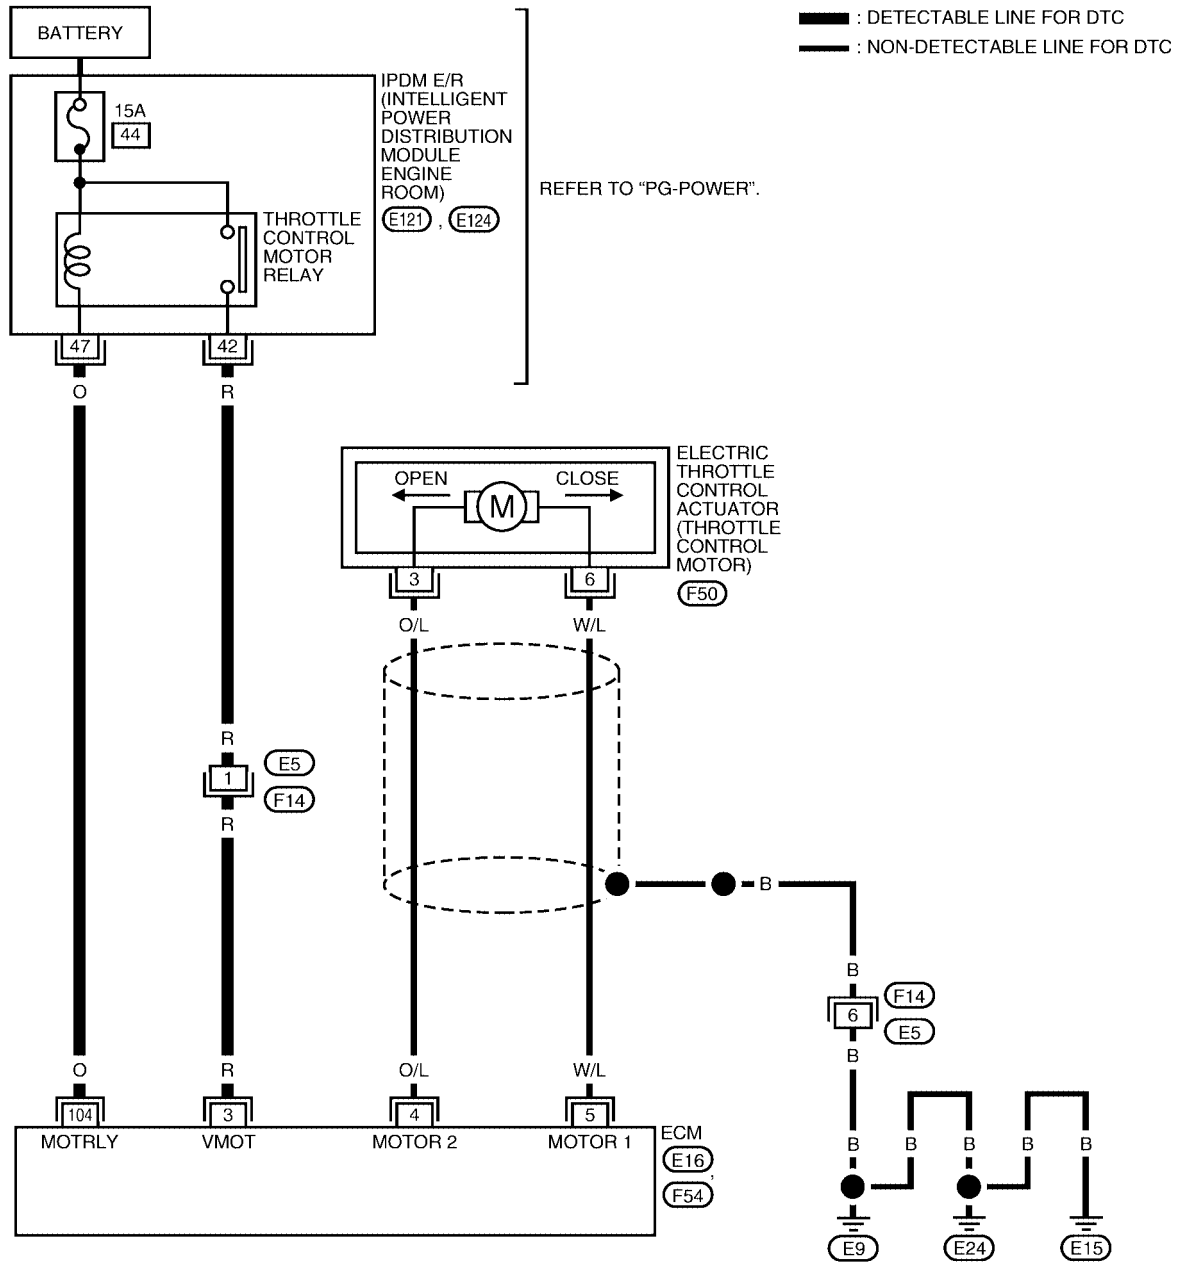 BATTERY
: DETECTABLE LINE FOR DTC
: NON-DETECTABLE LINE FOR DTC
15A
44
IPDM E/R
(INTELLIGENT
POWER
DISTRIBUTION
MODULE
ENGINE
ROOM)
E121 , E124
REFER TO “PG-POWER”.
THROTTLE
CONTROL
MOTOR
RELAY
47 42
O R
ELECTRIC
THROTTLE
CONTROL
ACTUATOR
(THROTTLE
CONTROL
MOTOR)
F50
OPEN CLOSE
M
3 6
O/L W/L
R
1
E5
F14
R
B
B
6
F14
E5
B
O R O/L W/L
104 3 4 5
MOTRLY VMOT MOTOR 2 MOTOR 1
ECM
E16 ,
F54
B B B B B
E9 E24 E15